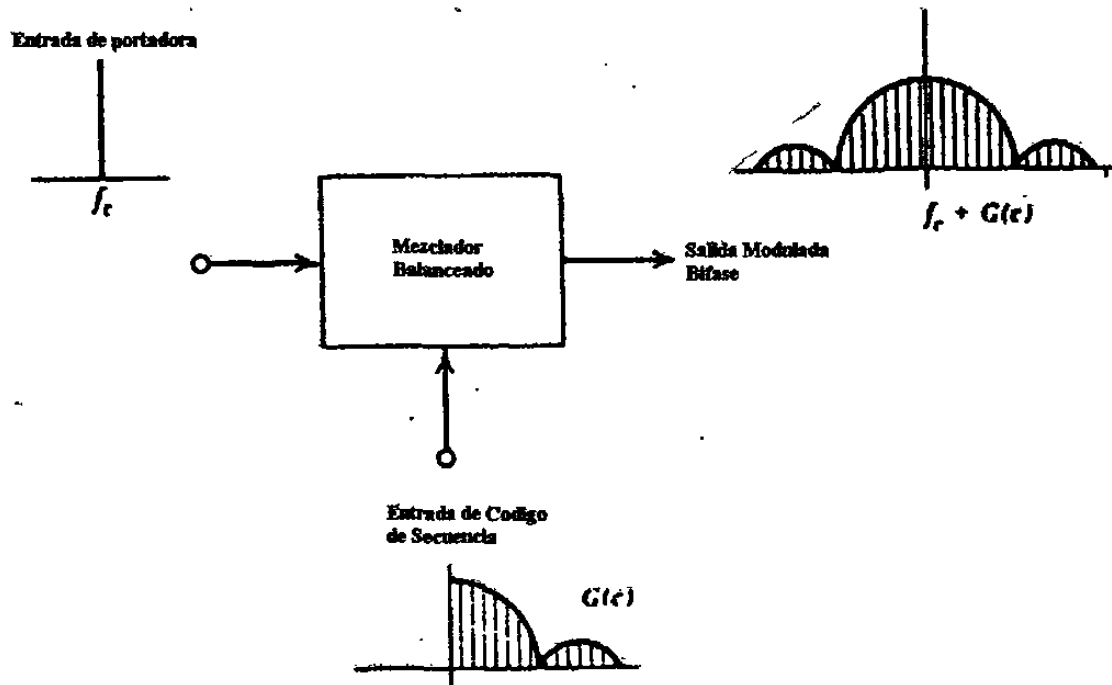 Entrada de portadora
f_c
f_c + G(c)
Mezclador
Balanceado
Salida Modulada
Bifase
Entrada de Codigo
de Secuencia
G(c)